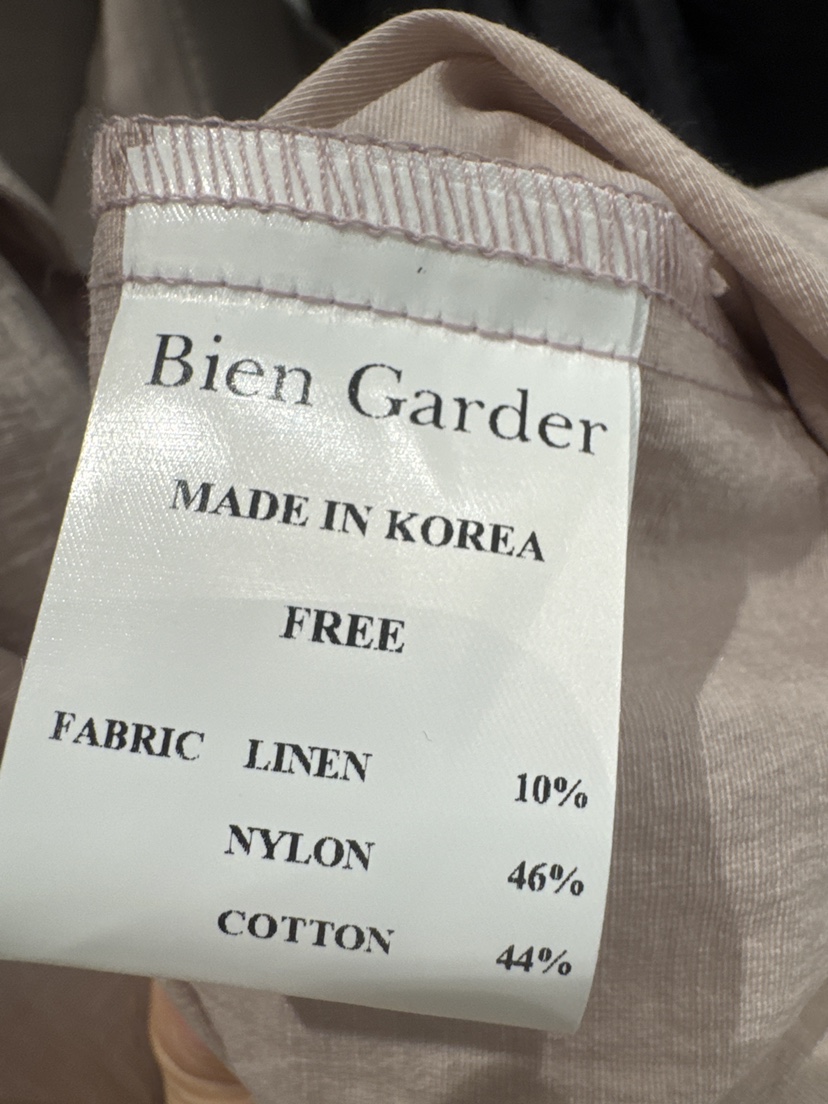 Bien Garder
MADE IN KOREA
FREE
FABRIC LINEN 10%
NYLON 46%
COTTON 44%